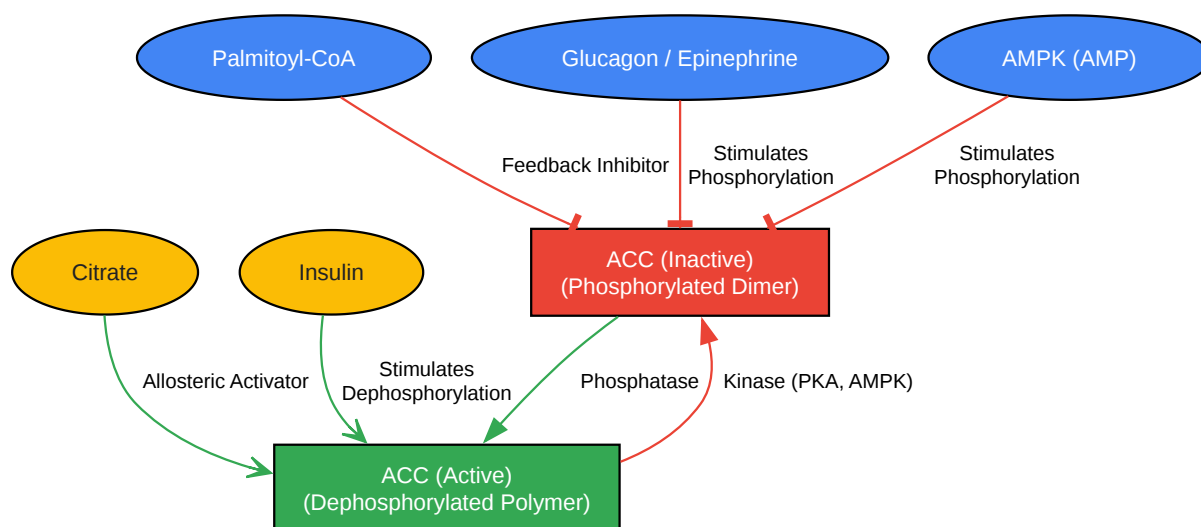 Palmitoyl-CoA
Glucagon / Epinephrine
AMPK (AMP)
Feedback Inhibitor
Stimulates
Phosphorylation
Stimulates
Phosphorylation
Citrate
Insulin
ACC (Inactive)
(Phosphorylated Dimer)
Allosteric Activator
Stimulates
Dephosphorylation
Phosphatase
Kinase (PKA, AMPK)
ACC (Active)
(Dephosphorylated Polymer)